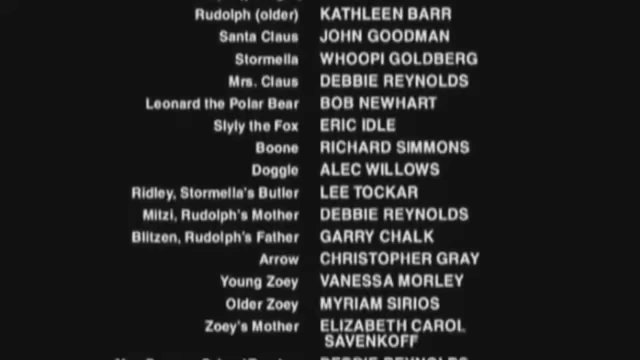 Rudolph (older) KATHLEEN BARR
Santa Claus JOHN GOODMAN
Stormella WHOOPI GOLDBERG
Mrs. Claus DEBBIE REYNOLDS
Leonard the Polar Bear BOB NEWHART
Slyly the Fox ERIC IDLE
Boone RICHARD SIMMONS
Doggle ALEC WILLOWS
Ridley, Stormella's Butler LEE TOCKAR
Mitzi, Rudolph's Mother DEBBIE REYNOLDS
Blitzen, Rudolph's Father GARRY CHALK
Arrow CHRISTOPHER GRAY
Young Zoey VANESSA MORLEY
Older Zoey MYRIAM SIRIOS
Zoey's Mother ELIZABETH CAROL
SAVENKOFF
DEBBIE REYNOLDS